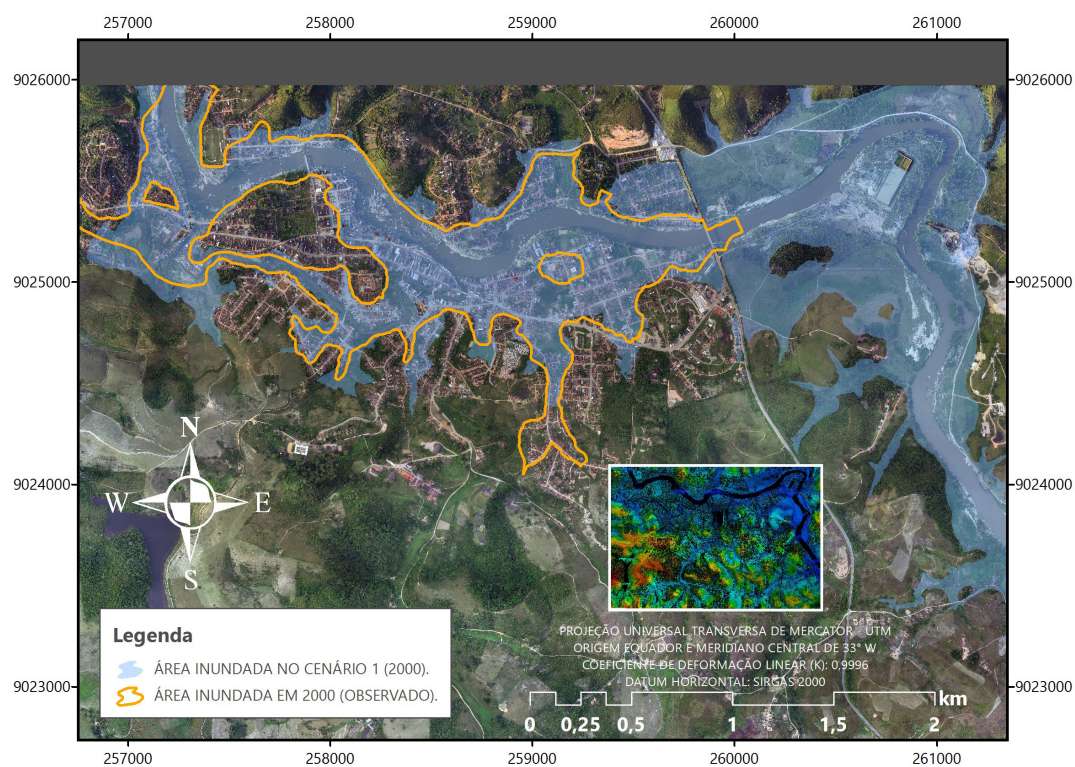 257000 258000 259000 260000 261000
9026000 9026000
9025000 9025000
9024000 9024000
9023000 9023000
N
W E
S
Legenda
ÁREA INUNDADA NO CENÁRIO 1 (2000).
ÁREA INUNDADA EM 2000 (OBSERVADO).
PROJEÇÃO UNIVERSAL TRANSVERSA DE MERCATOR - UTM
ORIGEM EQUADOR E MERIDIANO CENTRAL DE 33° W
COEFICIENTE DE DEFORMAÇÃO LINEAR (K): 0,9996
DATUM HORIZONTAL: SIRGAS 2000
km
0 0,25 0,5 1 1,5 2
257000 258000 259000 260000 261000